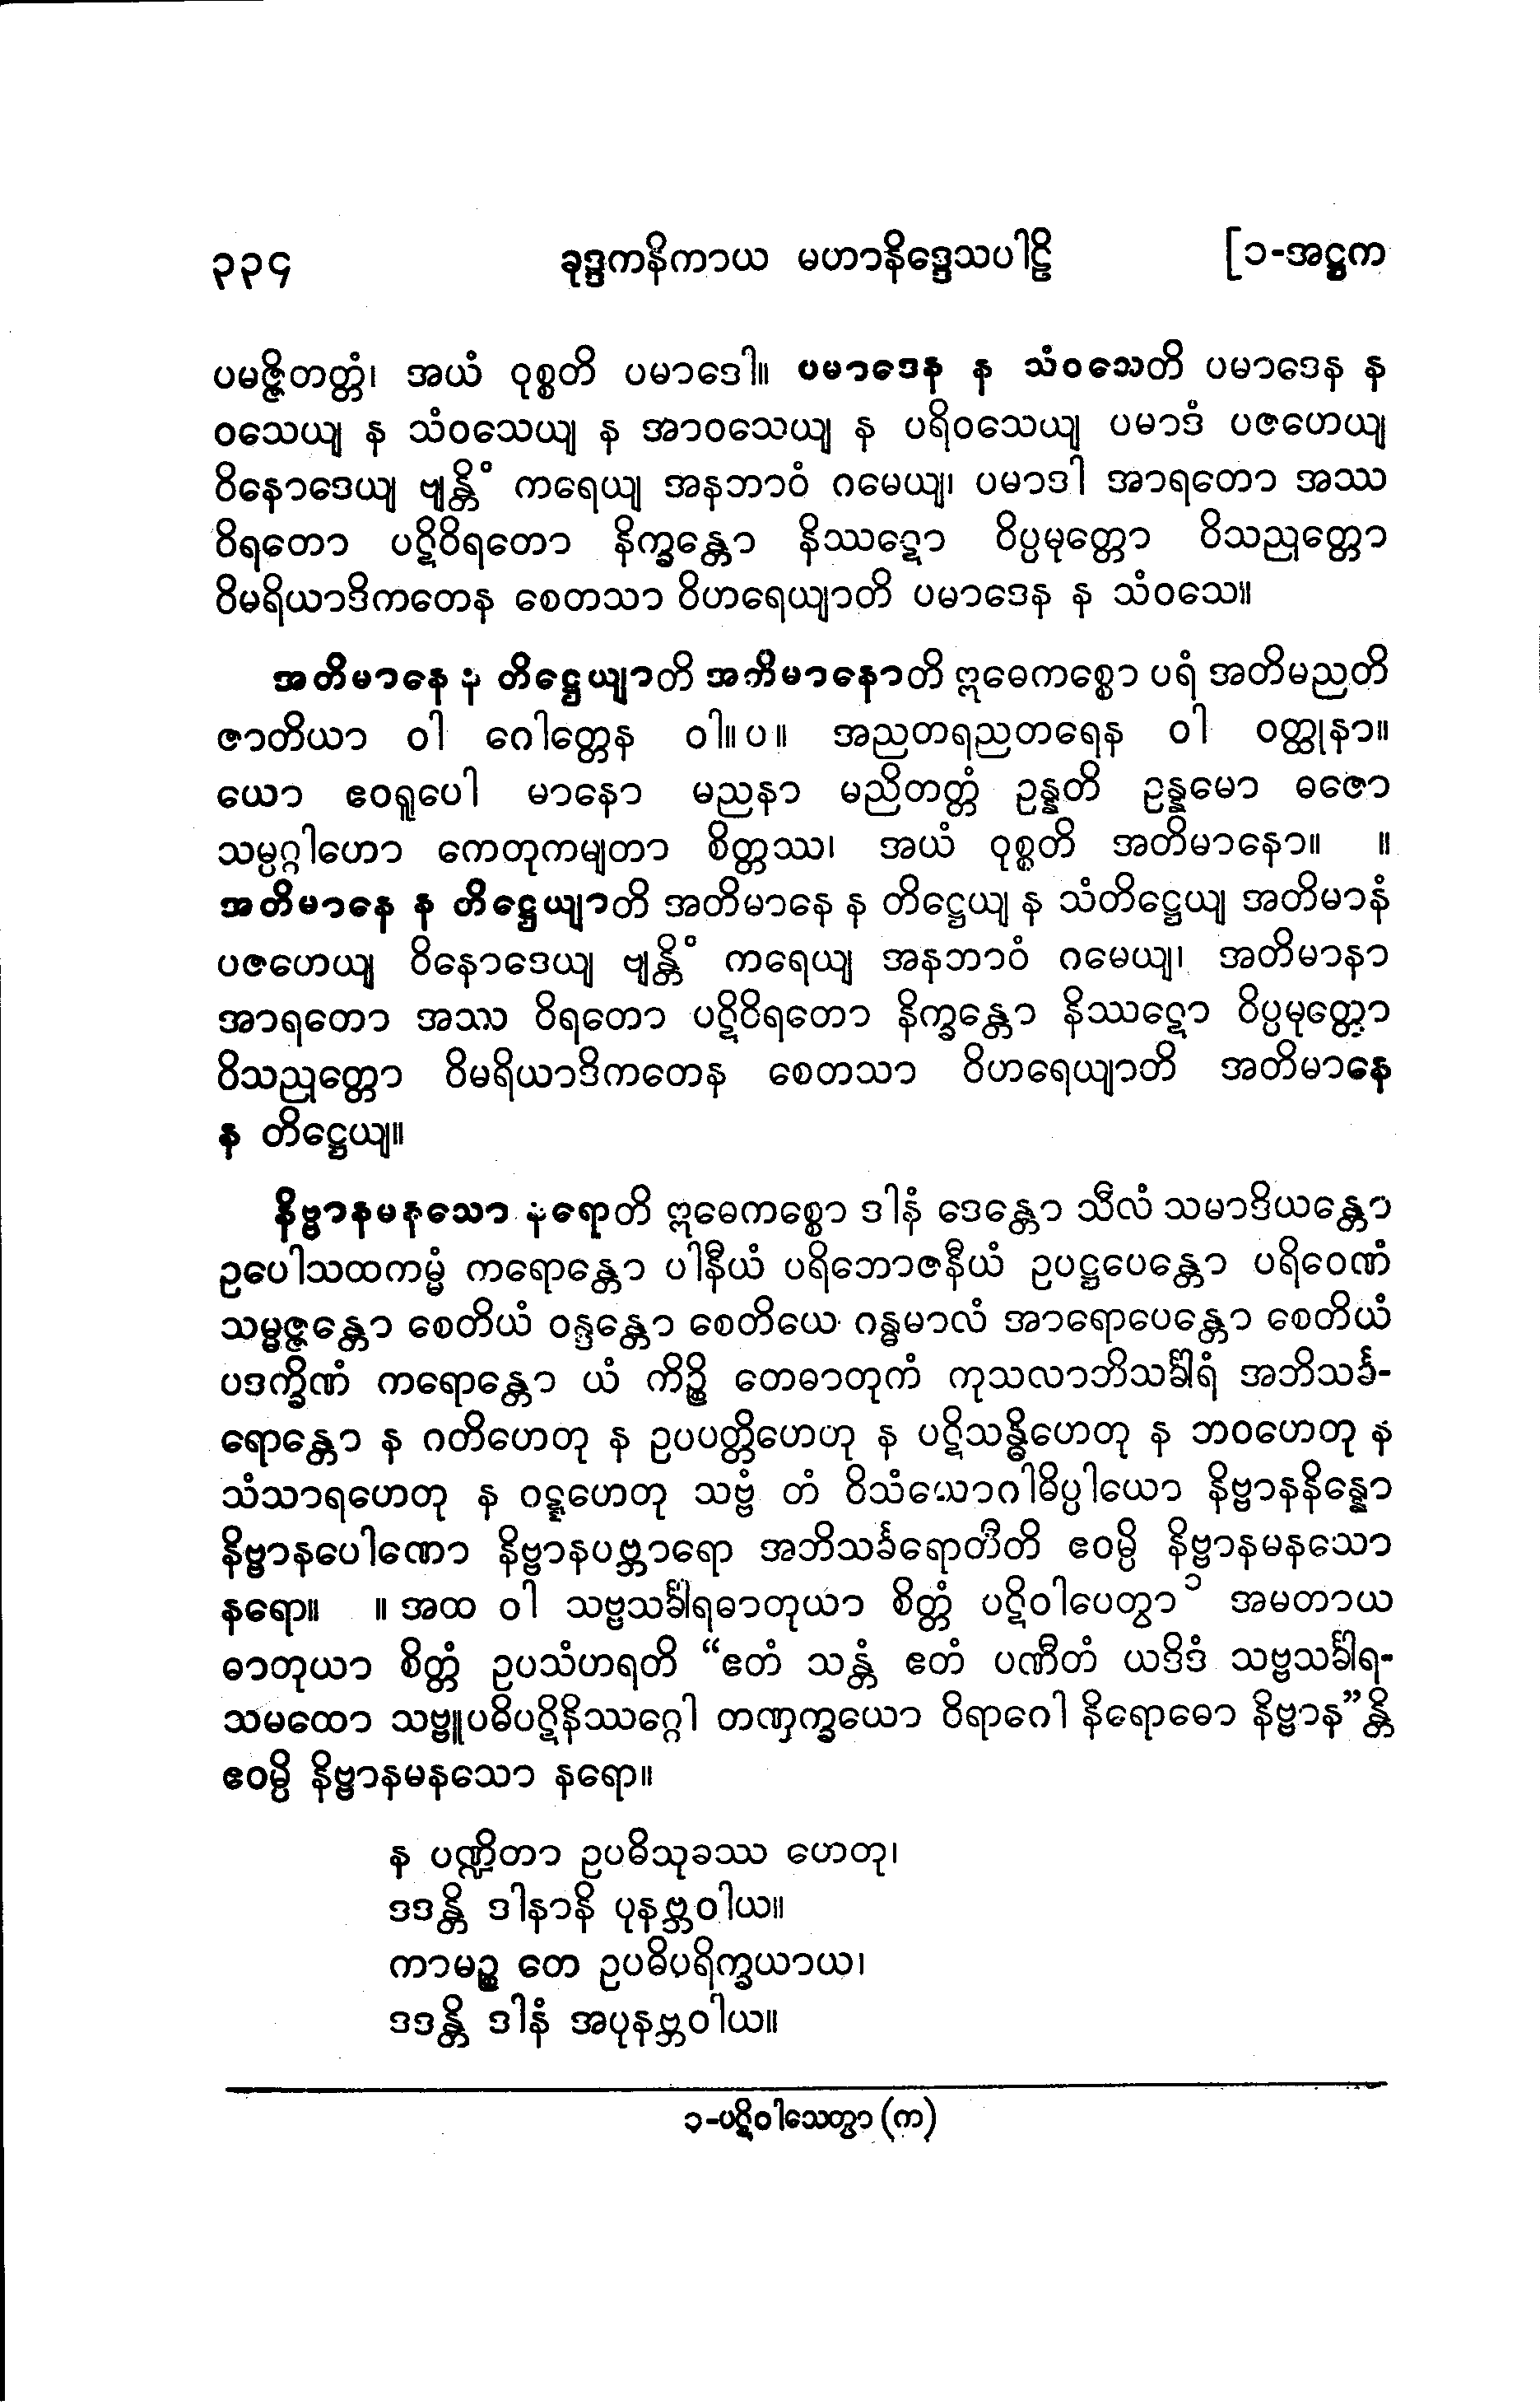 ၃၃၄ ခုဒ္ဒကနိကာယ မဟာနိဒ္ဒေသပါဠိ [၁-အဋ္ဌက
ပမဇ္ဇိတတ္တံ၊ အယံ ဝုစ္စတိ ပမာဒေါ။ ပမာဒေန န သံဝသေတိ ပမာဒေန န
ဝသေယျ န သံဝသေယျ န အာဝသေယျ န ပရိဝသေယျ ပမာဒံ ပဇဟေယျ
ဝိနောဒေယျ ဗျန္တိံ ကရေယျ အနဘာဝံ ဂမေယျ၊ ပမာဒါ အာရတော အဿ
ဝိရတော ပဋိဝိရတော နိက္ခန္တော နိဿဋော ဝိပ္ပမုတ္တော ဝိသညုတ္တော
ဝိမရိယာဒိကတေန စေတသာ ဝိဟရေယျာတိ ပမာဒေန န သံဝသေ။
အတိမာနေ န တိဋ္ဌေယျာတိ အတိမာနောတိ ဣဓေကစ္စော ပရံ အတိမညတိ
ဇာတိယာ ဝါ ဂေါတ္တေန ဝါ။ပ။ အညတရညတရေန ဝါ ဝတ္ထုနာ။
ယော ဧဝရူပေါ မာနော မညနာ မညိတတ္တံ ဥန္နတိ ဥန္နမော ဓဇော
သမ္ပဂ္ဂါဟော ကေတုကမျတာ စိတ္တဿ၊ အယံ ဝုစ္စတိ အတိမာနော။ ။
အတိမာနေ န တိဋ္ဌေယျာတိ အတိမာနေ န တိဋ္ဌေယျ န သံတိဋ္ဌေယျ အတိမာနံ
ပဇဟေယျ ဝိနောဒေယျ ဗျန္တိံ ကရေယျ အနဘာဝံ ဂမေယျ၊ အတိမာနာ
အာရတော အဿ ဝိရတော ပဋိဝိရတော နိက္ခန္တော နိဿဋော ဝိပ္ပမုတ္တော
ဝိသညုတ္တော ဝိမရိယာဒိကတေန စေတသာ ဝိဟရေယျာတိ အတိမာနေ
န တိဋ္ဌေယျ။
နိဗ္ဗာနမနသော နရောတိ ဣဓေကစ္စော ဒါနံ ဒေန္တော သီလံ သမာဒိယန္တော
ဥပေါသထကမ္မံ ကရောန္တော ပါနီယံ ပရိဘောဇနီယံ ဥပဋ္ဌပေန္တော ပရိဝေဏံ
သမ္မဇ္ဇန္တော စေတိယံ ဝန္ဒန္တော စေတိယေ ဂန္ဓမာလံ အာရောပေန္တော စေတိယံ
ပဒက္ခိဏံ ကရောန္တော ယံ ကိဉ္စိ တေဓာတုကံ ကုသလာဘိသင်္ခါရံ အဘိသင်္ခ-
ရောန္တော န ဂတိဟေတု န ဥပပတ္တိဟေတု န ပဋိသန္ဓိဟေတု န ဘဝဟေတု န
သံသာရဟေတု န ဝဋ္ဋဟေတု သဗ္ဗံ တံ ဝိသံယောဂါဓိပ္ပါယော နိဗ္ဗာနနိန္နော
နိဗ္ဗာနပေါဏော နိဗ္ဗာနပဗ္ဘာရော အဘိသင်္ခရောတီတိ ဧဝမ္ပိ နိဗ္ဗာနမနသော
နရော။ ။ အထ ဝါ သဗ္ဗသင်္ခါရဓာတုယာ စိတ္တံ ပဋိဝါပေတွာ ၁ အမတာယ
ဓာတုယာ စိတ္တံ ဥပသံဟရတိ “ဧတံ သန္တံ ဧတံ ပဏီတံ ယဒိဒံ သဗ္ဗသင်္ခါရ-
သမထော သဗ္ဗူပဓိပဋိနိဿဂ္ဂေါ တဏှက္ခယော ဝိရာဂေါ နိရောဓော နိဗ္ဗာန”န္တိ
ဧဝမ္ပိ နိဗ္ဗာနမနသော နရော။
န ပဏ္ဍိတာ ဥပဓိသုခဿ ဟေတု၊
ဒဒန္တိ ဒါနာနိ ပုနဗ္ဘဝါယ။
ကာမဉ္စ တေ ဥပဓိပရိက္ခယာယ၊
ဒဒန္တိ ဒါနံ အပုနဗ္ဘဝါယ။
၁-ပဋိဝါသေတွာ (က)